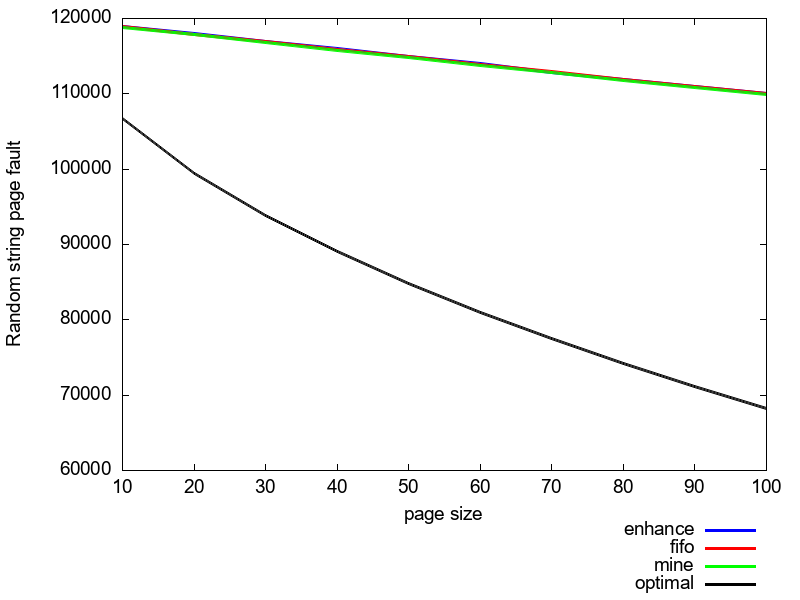 120000
110000
100000
90000
80000
70000
60000
Random string page fault
10 20 30 40 50 60 70 80 90 100
page size
enhance
fifo
mine
optimal